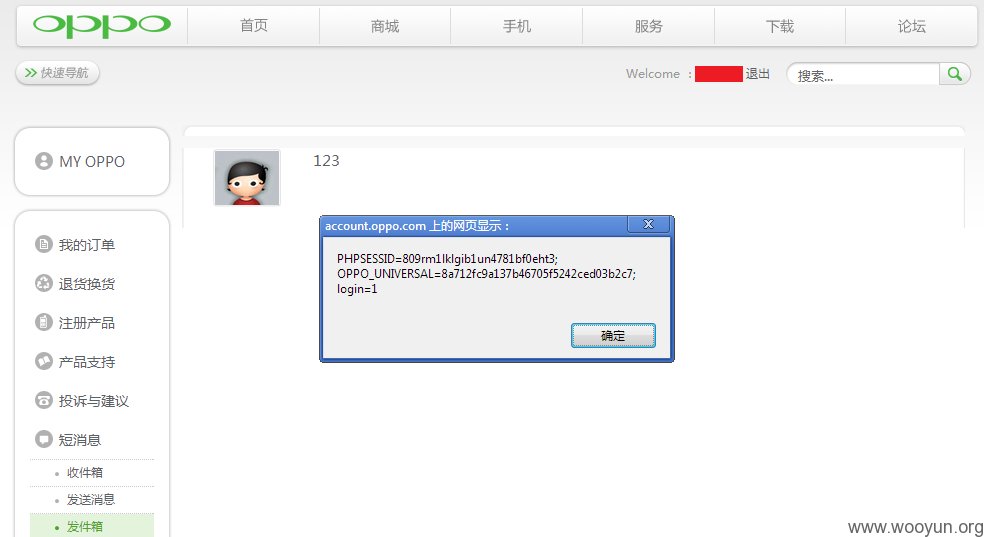 oppo
首页 商城 手机 服务 下载 论坛
快速导航
Welcome : 退出
搜索...
MY OPPO
123
account.oppo.com 上的网页显示：
PHPSESSID=809rm1lklgib1un4781bf0eht3;
OPPO_UNIVERSAL=8a712fc9a137b46705f5242ced03b2c7;
login=1
确定
我的订单
退货换货
注册产品
产品支持
投诉与建议
短消息
收件箱
发送消息
发件箱
www.wooyun.org